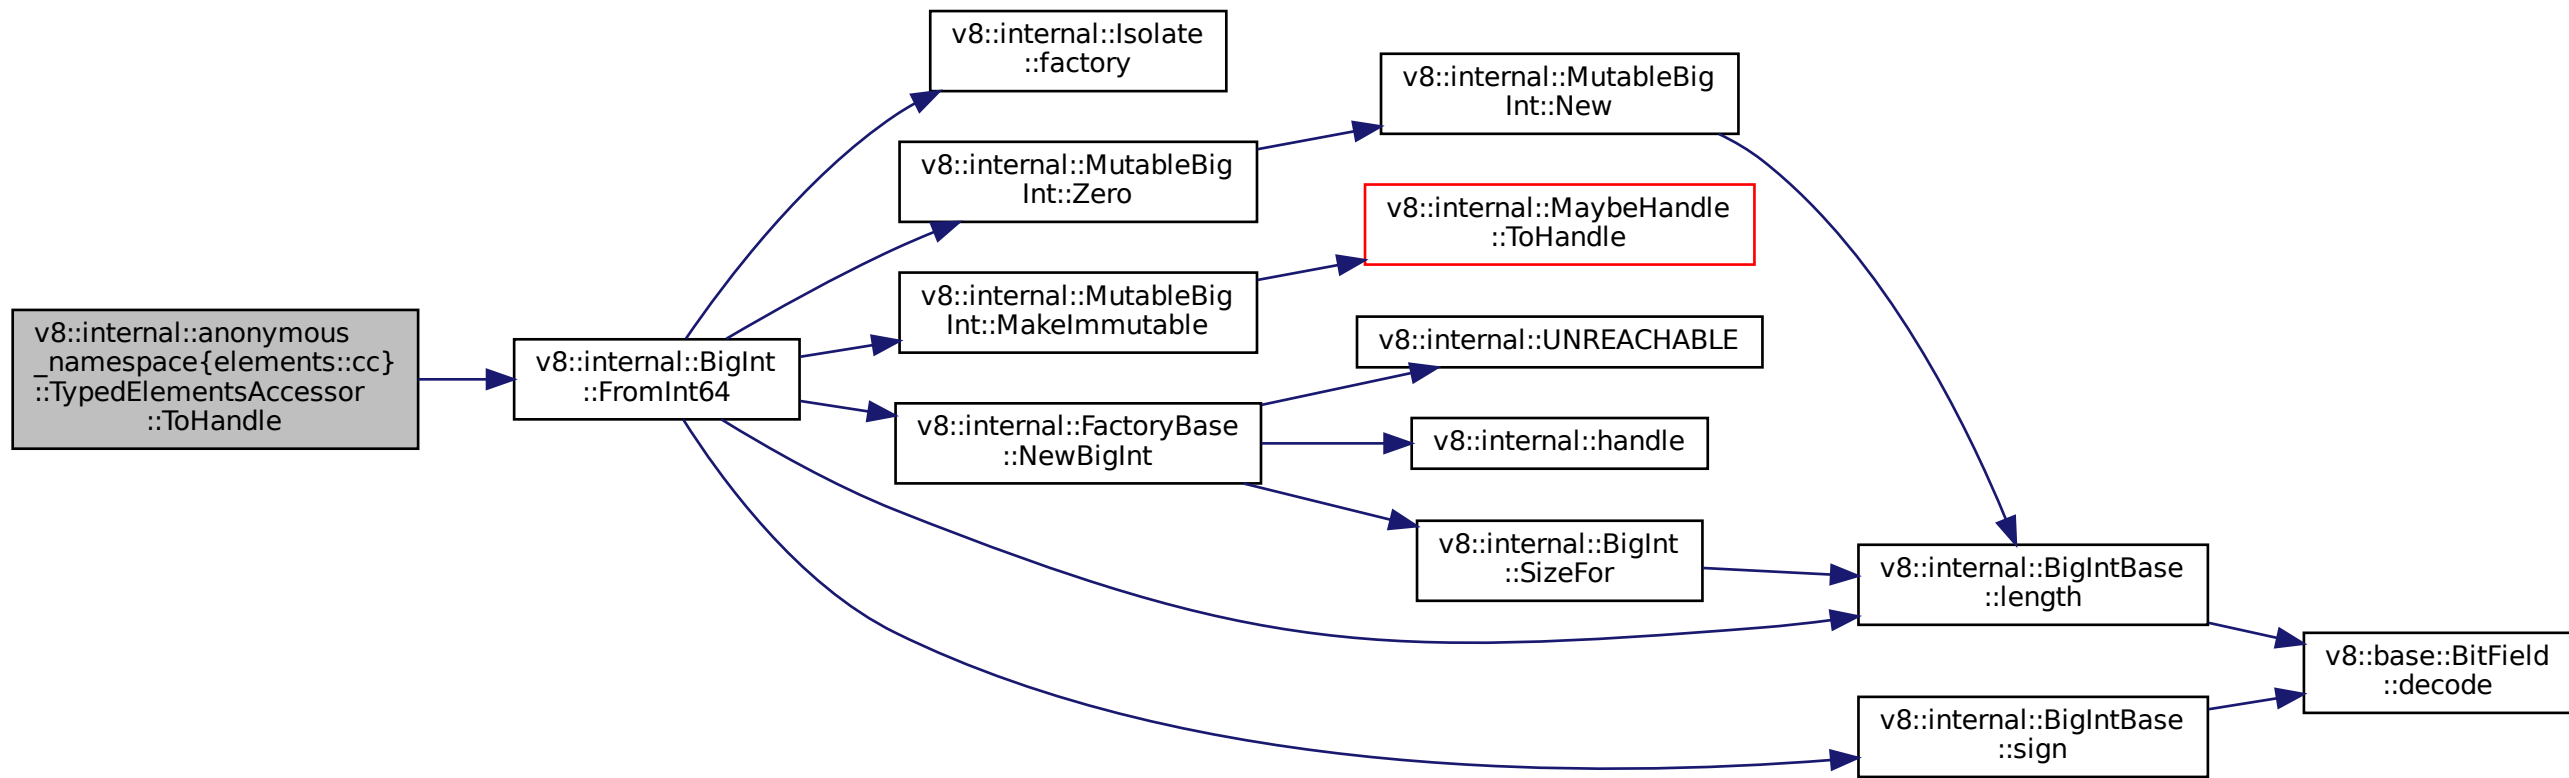 v8::internal::anonymous
_namespace{elements::cc}
::TypedElementsAccessor
::ToHandle
v8::internal::BigInt
::FromInt64
v8::internal::Isolate
::factory
v8::internal::MutableBig
Int::Zero
v8::internal::MutableBig
Int::MakeImmutable
v8::internal::FactoryBase
::NewBigInt
v8::internal::MutableBig
Int::New
v8::internal::MaybeHandle
::ToHandle
v8::internal::UNREACHABLE
v8::internal::handle
v8::internal::BigInt
::SizeFor
v8::internal::BigIntBase
::length
v8::internal::BigIntBase
::sign
v8::base::BitField
::decode